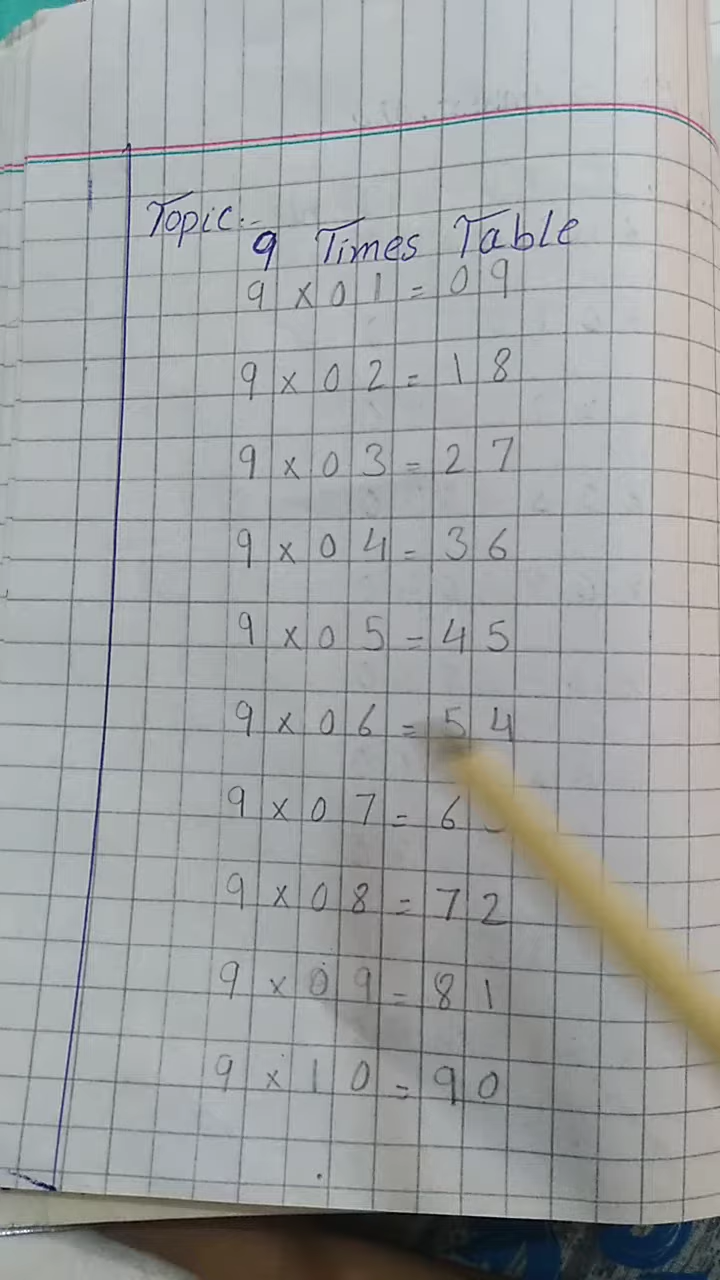 Topic:-
9 Times Table
9 x 01 = 09
9 x 02 = 18
9 x 03 = 27
9 x 04 = 36
9 x 05 = 45
9 x 06 = 54
9 x 07 = 6
9 x 08 = 72
9 x 09 = 81
9 x 10 = 90